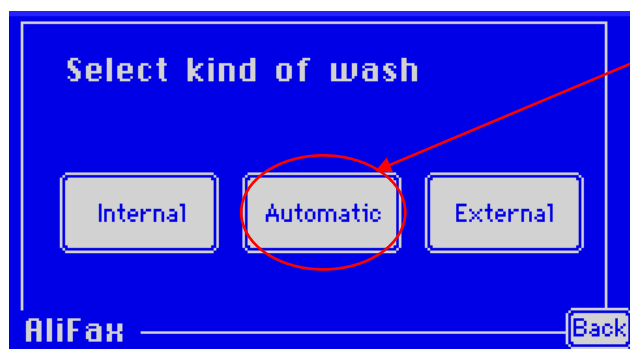 Select kind of wash
Internal Automatic External
AliFax Back